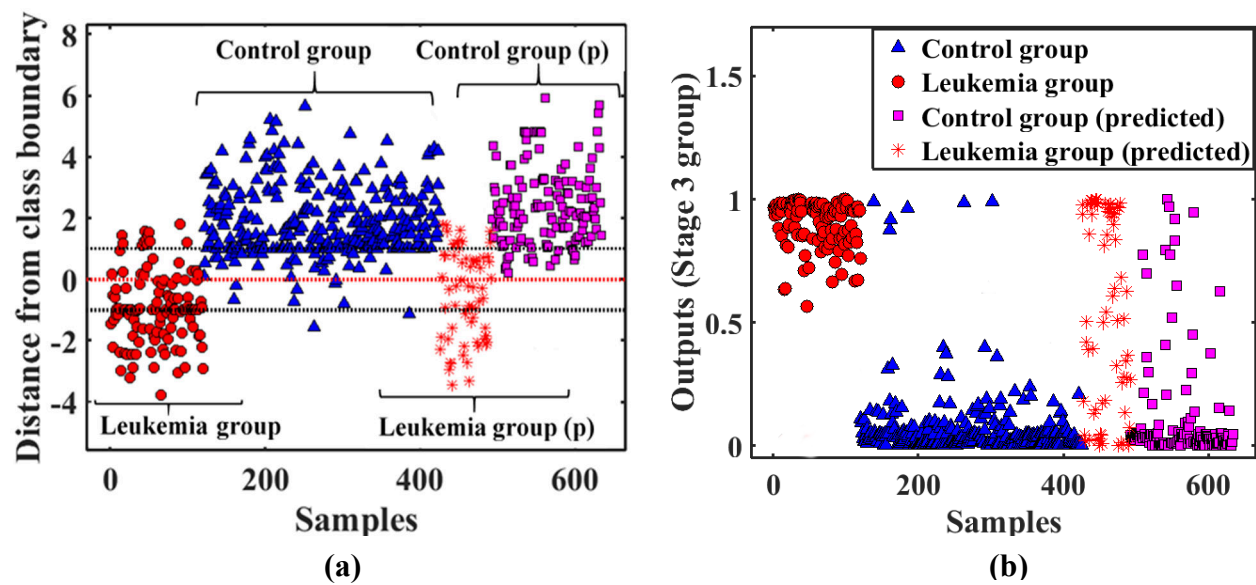 Distance from class boundary
8
6
4
2
0
-2
-4
Control group
Control group (p)
Leukemia group
Leukemia group (p)
0
200
400
600
Samples
(a)
Outputs (Stage 3 group)
1.5
1
0.5
0
Control group
Leukemia group
Control group (predicted)
Leukemia group (predicted)
0
200
400
600
Samples
(b)